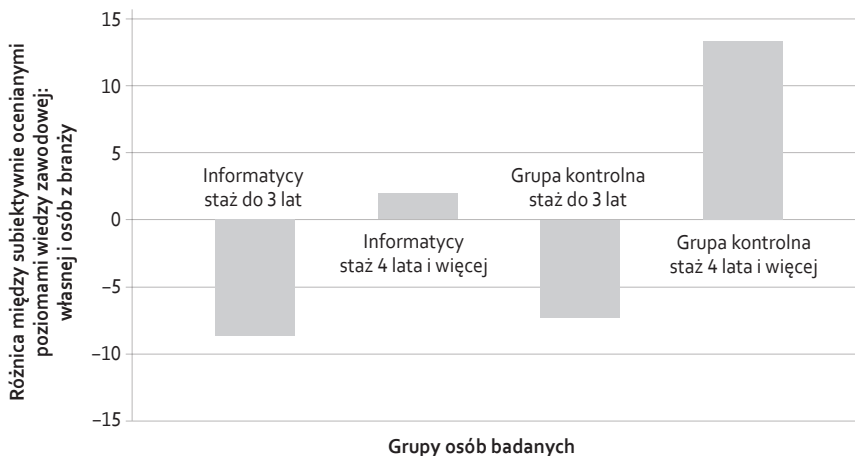 Różnica między subiektywnie ocenianymi
poziomami wiedzy zawodowej:
własnej i osób z branży
15
10
5
0
–5
–10
–15
Informatycy
staż do 3 lat
Informatycy
staż 4 lata i więcej
Grupa kontrolna
staż do 3 lat
Grupa kontrolna
staż 4 lata i więcej
Grupy osób badanych